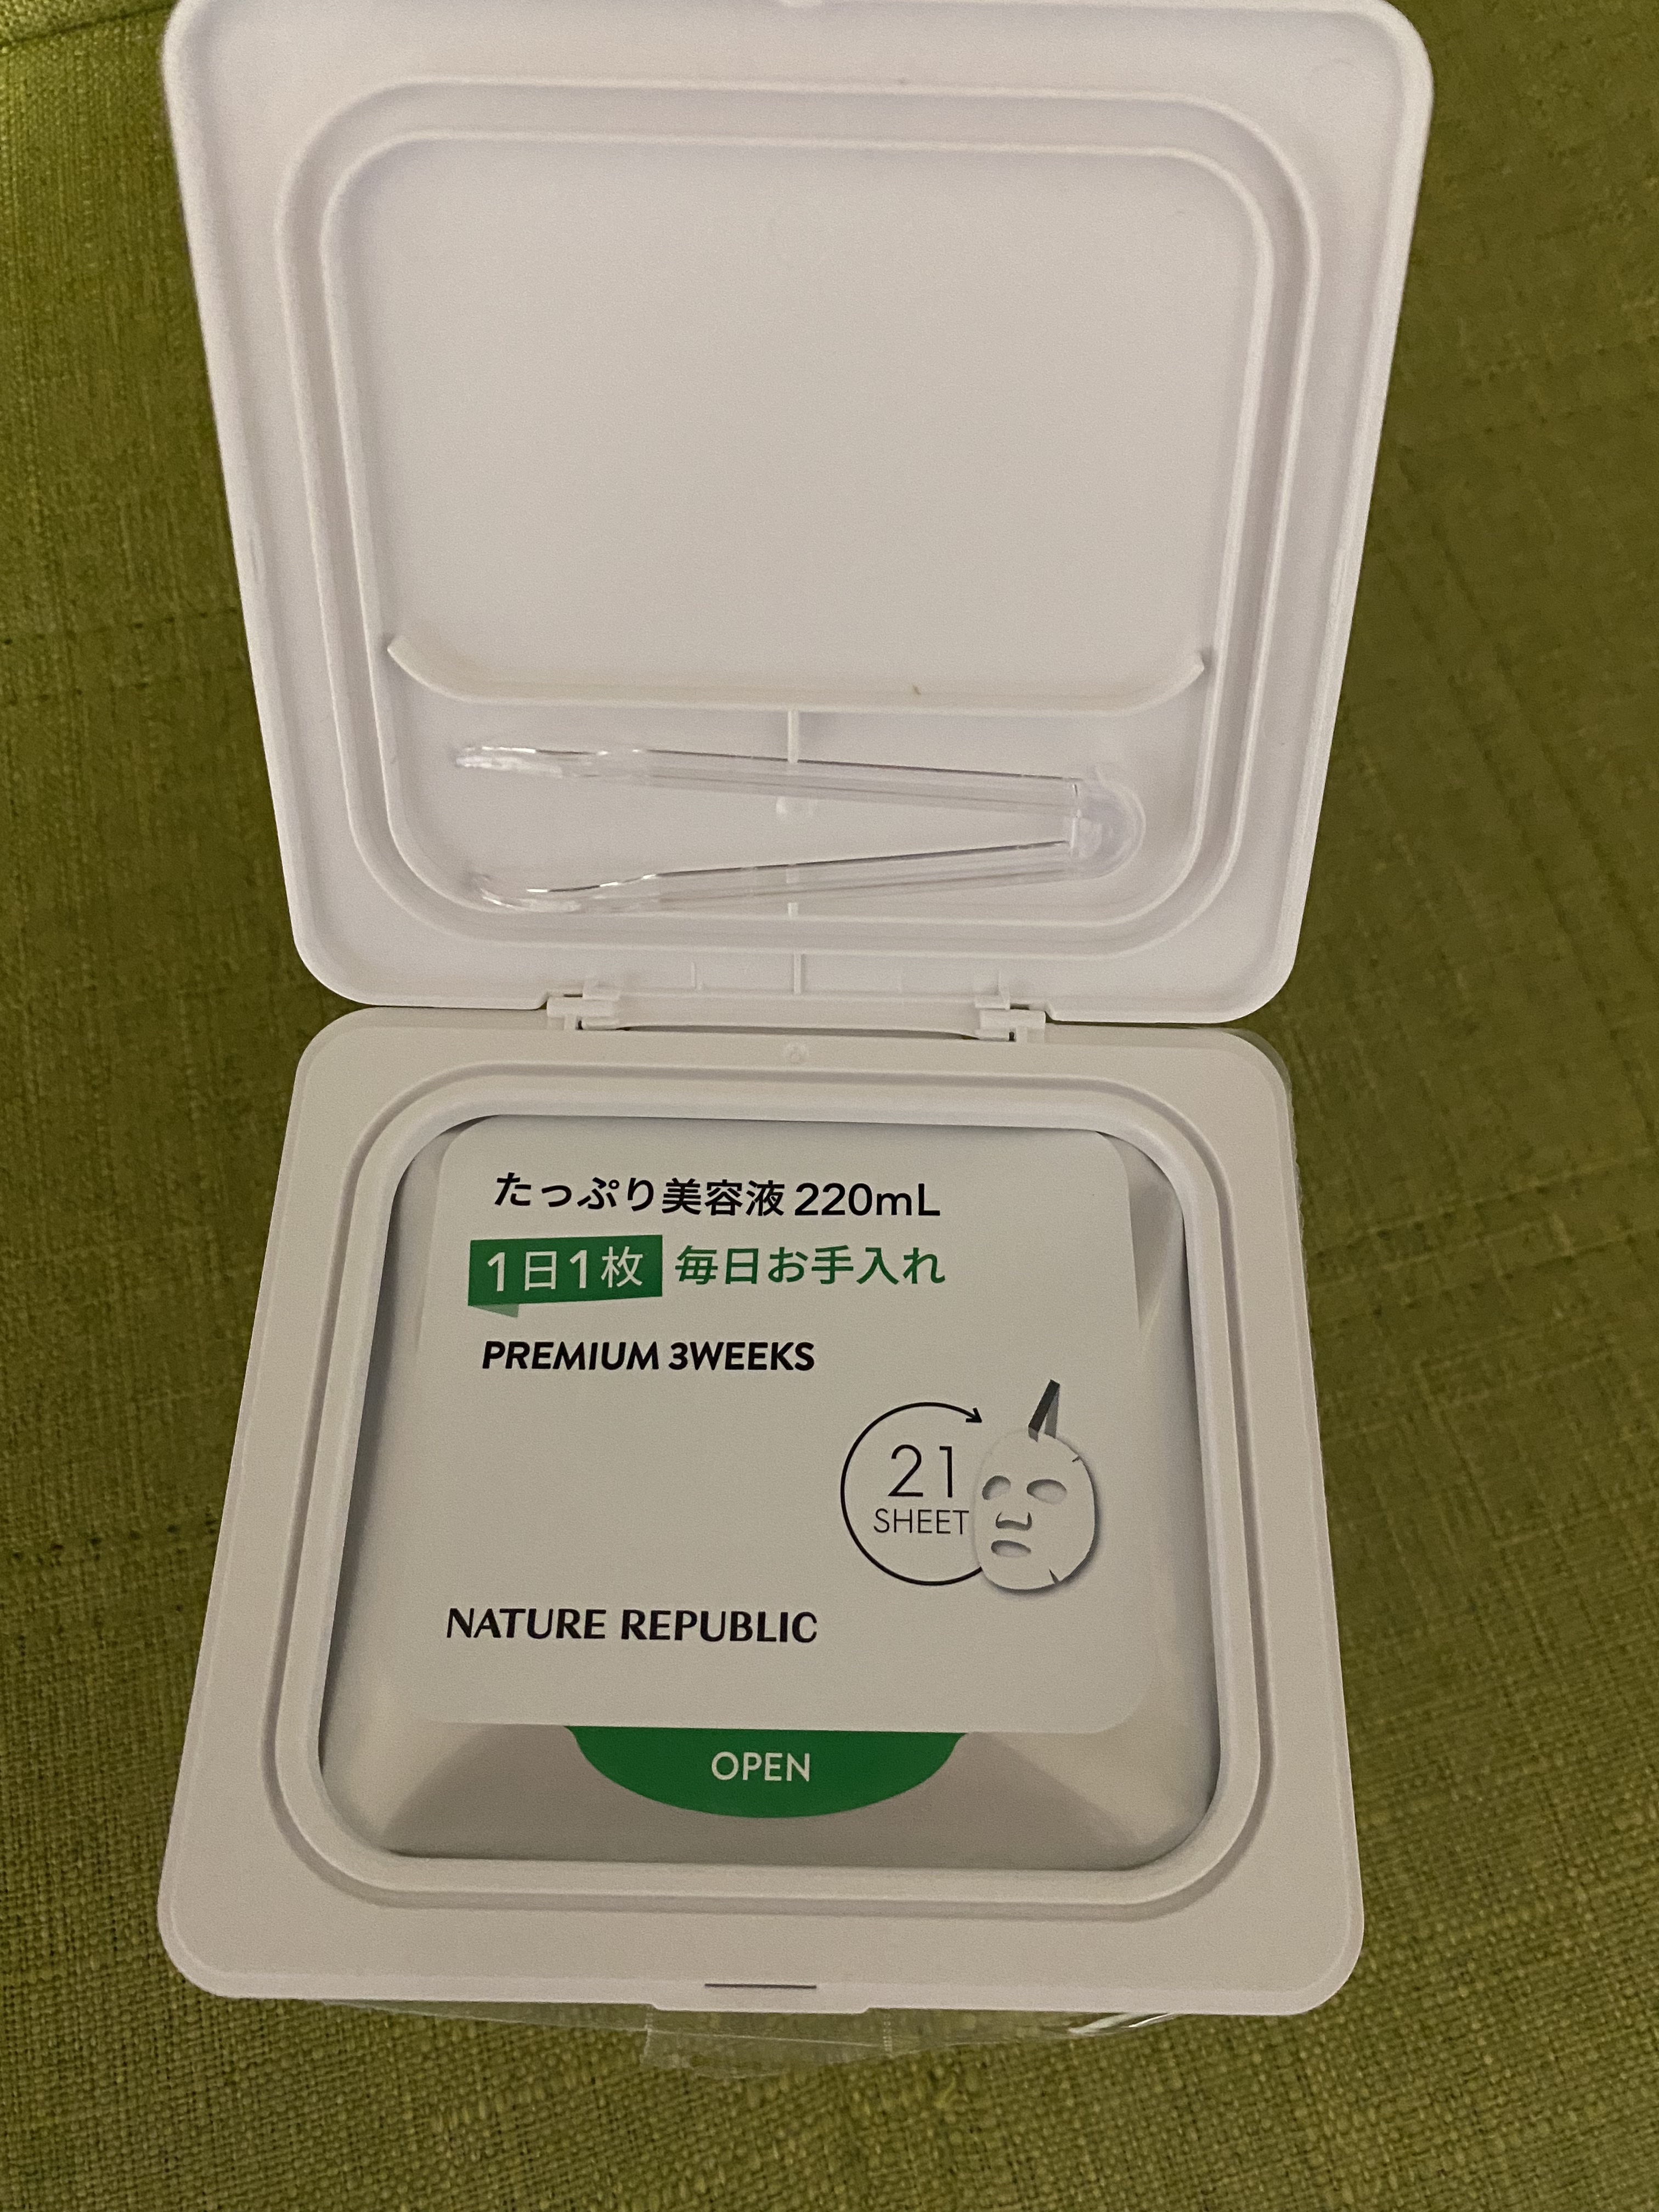 たっぷり美容液 220mL
1日1枚 毎日お手入れ
PREMIUM 3WEEKS
21
SHEET
NATURE REPUBLIC
OPEN